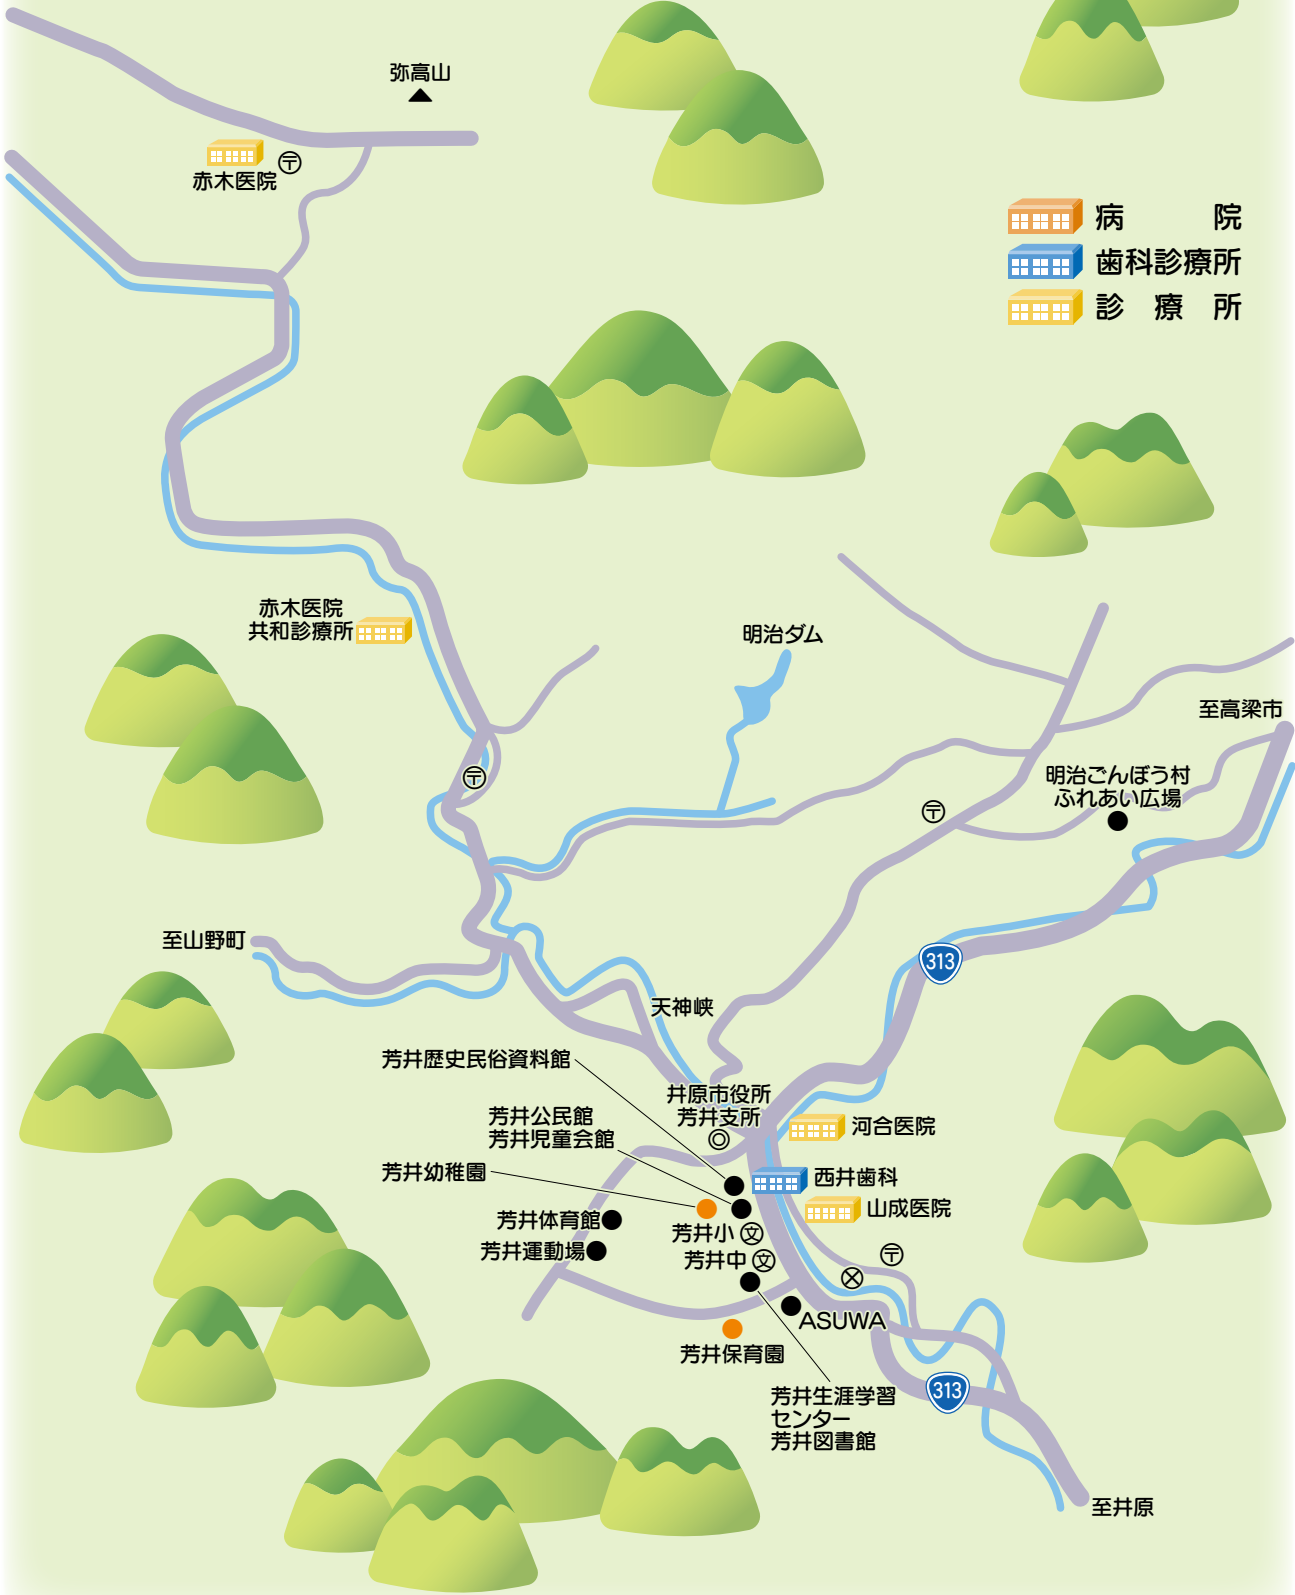 弥高山
〒
赤木医院
病　院
歯科診療所
診療所
赤木医院
共和診療所
明治ダム
至高梁市
〒
明治ごんぼう村
ふれあい広場
〒
至山野町
313
天神峡
芳井歴史民俗資料館
井原市役所
芳井支所
芳井公民館
芳井児童会館
河合医院
芳井幼稚園
西井歯科
山成医院
芳井体育館
芳井小 文
芳井運動場
芳井中 文
〒
ASUWA
芳井保育園
313
芳井生涯学習
センター
芳井図書館
至井原